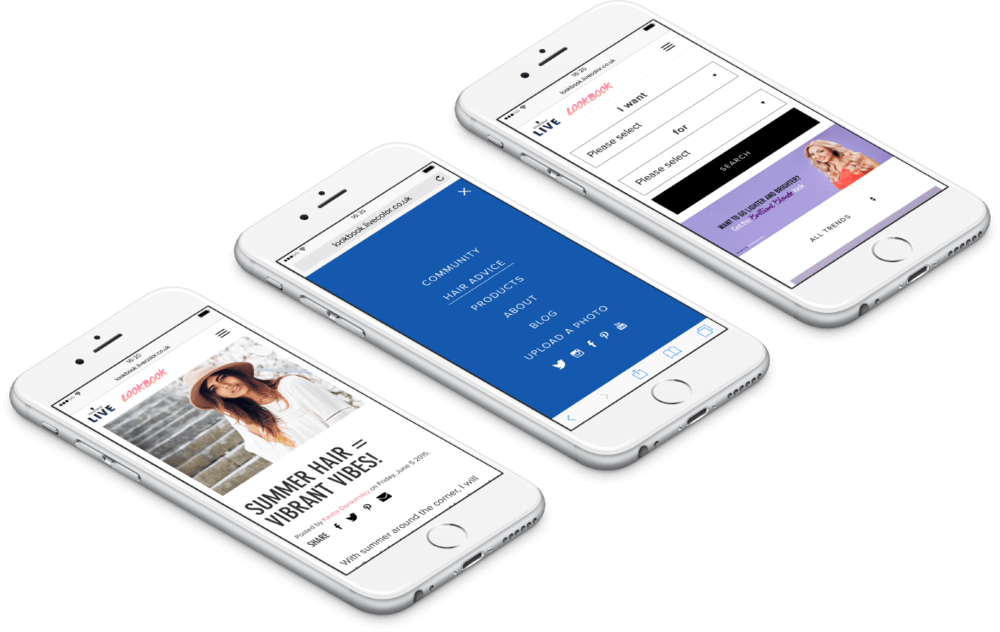 16:20
lookbook.livecolor.co.uk
LIVE
LOOKBOOK
SUMMER HAIR =
VIBRANT VIBES!
Posted by Kevla Dockersley on Friday, June 5 2015.
SHARE
With summer around the corner, I will
16:20
lookbook.livecolor.co.uk
COMMUNITY
HAIR ADVICE
PRODUCTS
ABOUT
BLOG
UPLOAD A PHOTO
16:20
lookbook.livecolor.co.uk
LIVE
LOOKBOOK
I want
Please select
for
Please select
SEARCH
WANT TO GO LIGHTER AND BRIGHTER?
Get the Brilliant Blonde look
ALL TRENDS